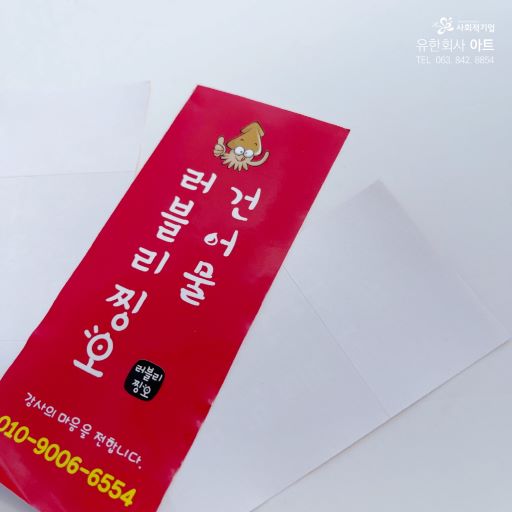 사회적기업
유한회사 아트
TEL. 063. 842. 8854
건어물
러블리찡오
러블리
찡오
감사의 마음을 전합니다.
010-9006-6554